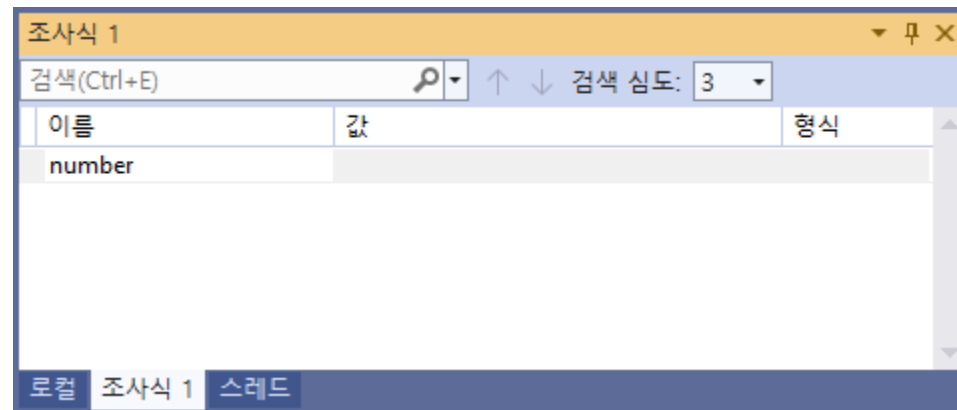 조사식 1
검색(Ctrl+E) 검색 심도: 3
이름 값 형식
number
로컬 조사식 1 스레드